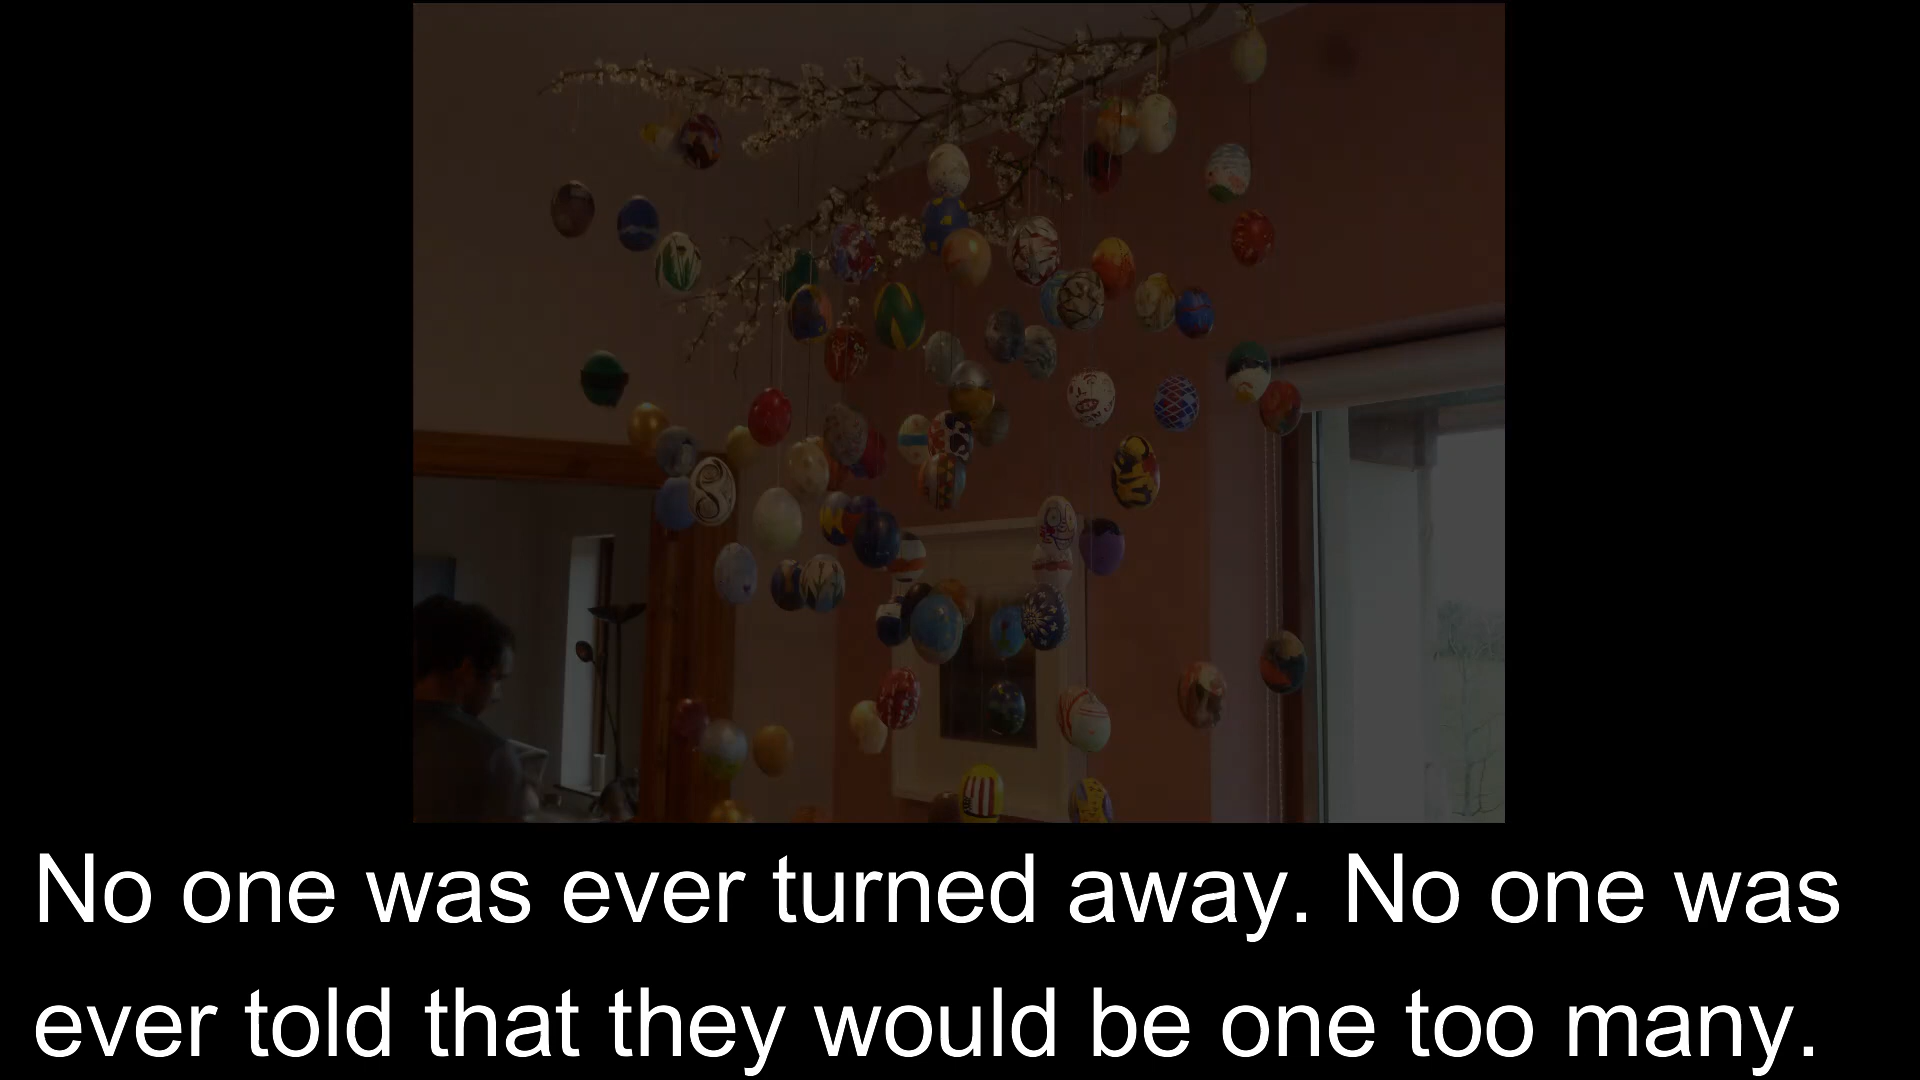 No one was ever turned away. No one was
ever told that they would be one too many.